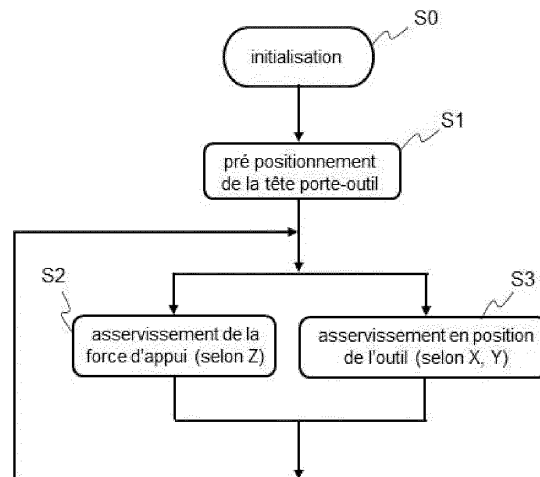 S0
initialisation
S1
pré positionnement
de la tête porte-outil
S2
S3
asservissement de la
force d'appui (selon Z)
asservissement en position
de l'outil (selon X, Y)